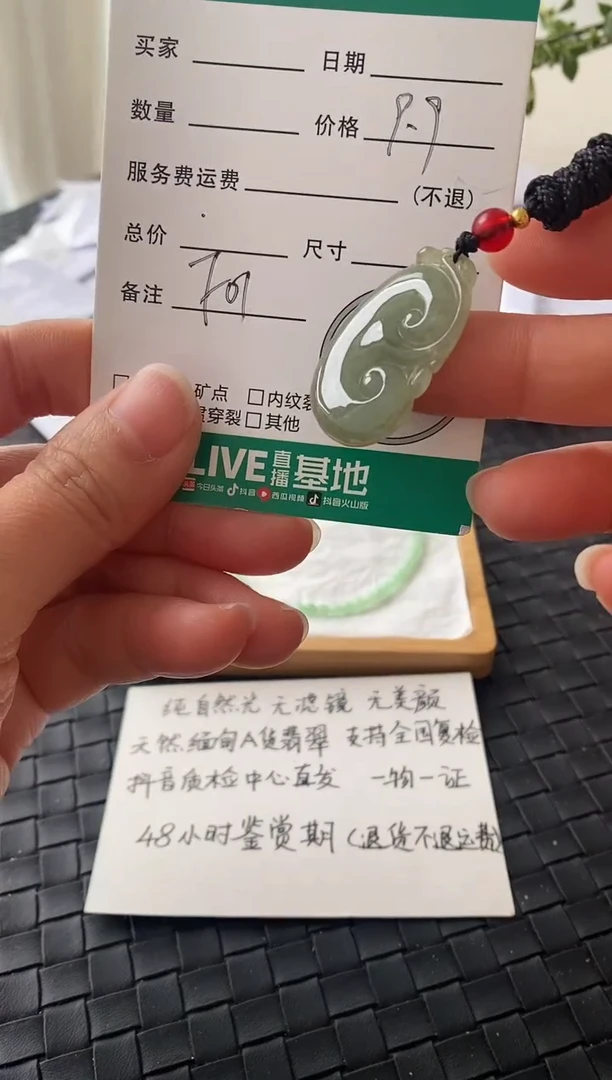 买家 日期
数量 价格
服务费运费 (不退)
总价 尺寸
备注
矿点 内纹裂
穿裂 其他
LIVE直播基地
今日头条 抖音 西瓜视频 抖音火山版
纯自然光 无滤镜 无美颜
天然缅甸A货翡翠 支持全国复检
抖音质检中心直发 一物一证
48小时鉴赏期(退货不退运费)